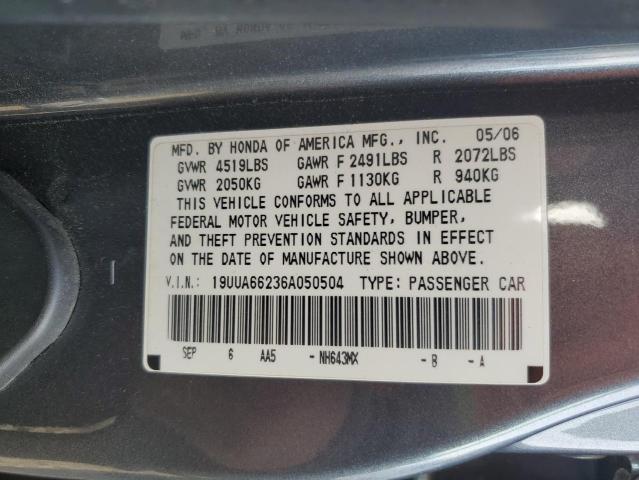 MFD. BY HONDA OF AMERICA MFG., INC. 05/06
GVWR 4519LBS GAWR F 2491LBS R 2072LBS
GVWR 2050KG GAWR F 1130KG R 940KG
THIS VEHICLE CONFORMS TO ALL APPLICABLE
FEDERAL MOTOR VEHICLE SAFETY, BUMPER,
AND THEFT PREVENTION STANDARDS IN EFFECT
ON THE DATE OF MANUFACTURE SHOWN ABOVE.
V.I.N.: 19UUA66236A050504 TYPE: PASSENGER CAR
SEP 6 AA5 -NH643MX -B -A